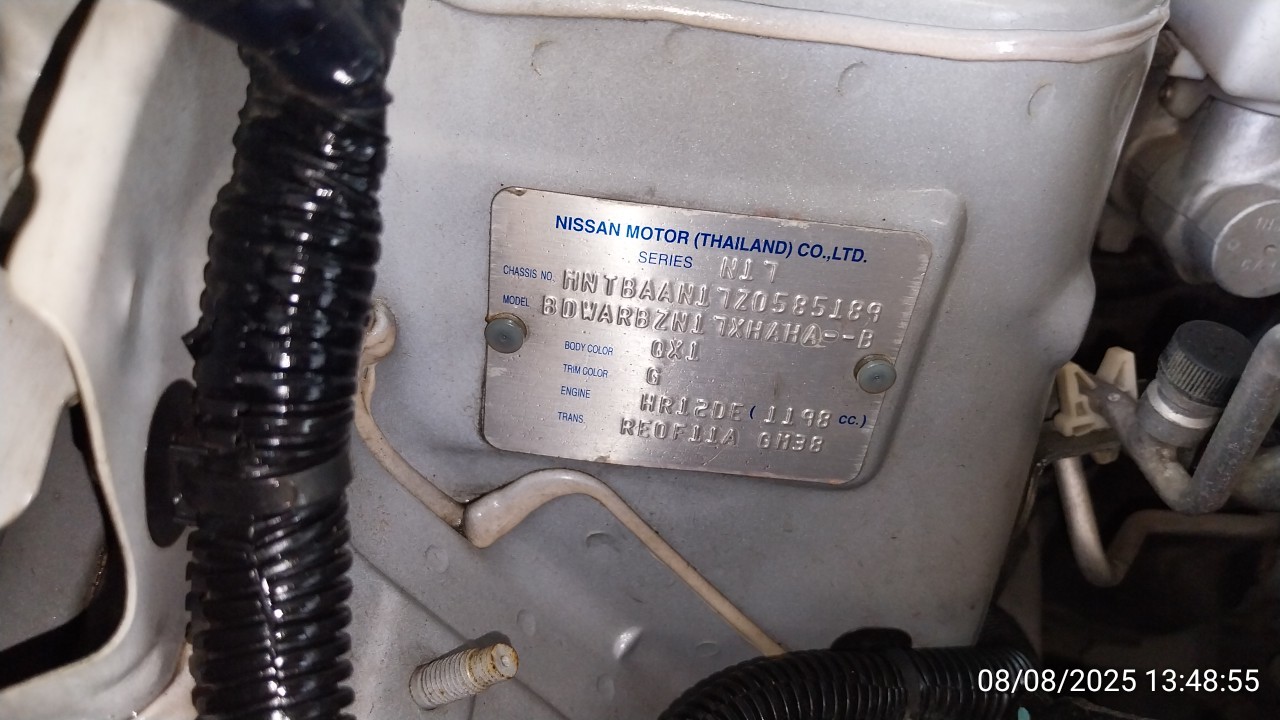 NISSAN MOTOR (THAILAND) CO.,LTD.
SERIES N17
CHASSIS NO. MNTBAAN17Z0585189
MODEL BDWARBZN17XHAHA--B
BODY COLOR QX1
TRIM COLOR G
ENGINE HR12DE (1198 CC.)
TRANS. RE0F11A GM38
08/08/2025 13:48:55